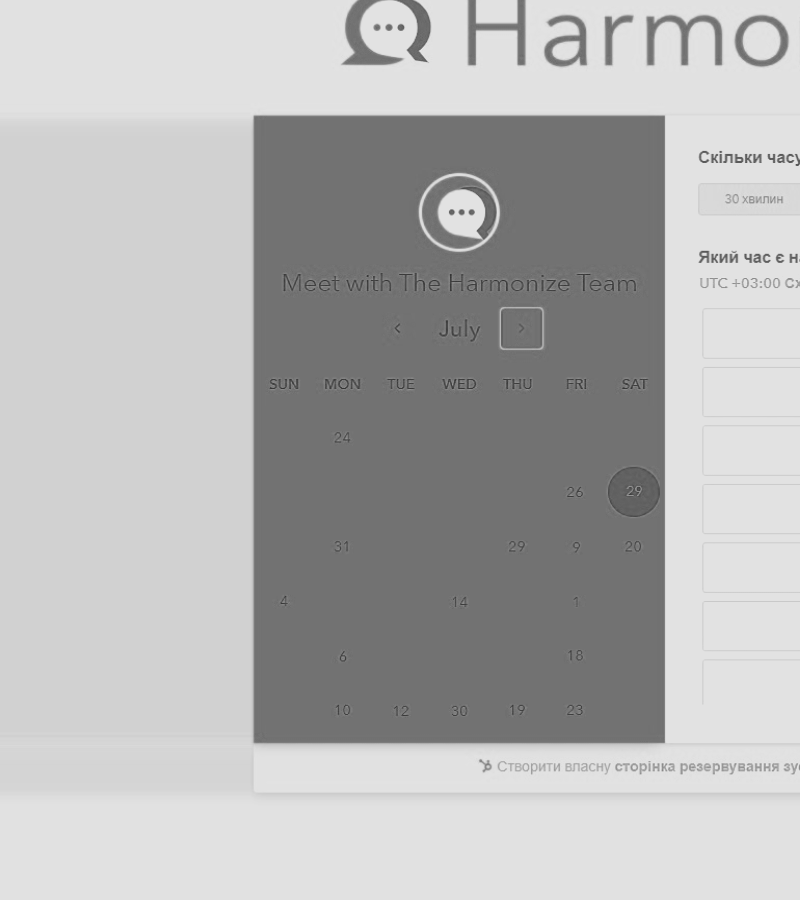 Harmo
Meet with The Harmonize Team
July
SUN MON TUE WED THU FRI SAT
24
26 29
31 29 9 20
4 14 1
6 18
10 12 30 19 23
Скільки часу
30 хвилин
Який час є н
UTC +03:00 Сх
Створити власну сторінка резервування зу